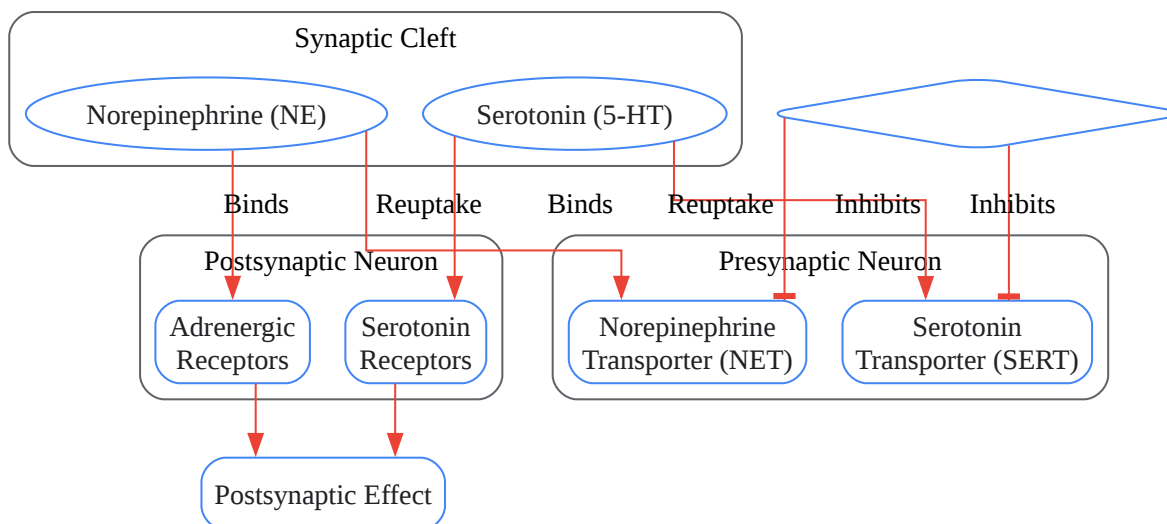 Synaptic Cleft
Norepinephrine (NE)
Serotonin (5-HT)
Binds
Reuptake
Binds
Reuptake
Inhibits
Inhibits
Postsynaptic Neuron
Presynaptic Neuron
Adrenergic
Receptors
Serotonin
Receptors
Norepinephrine
Transporter (NET)
Serotonin
Transporter (SERT)
Postsynaptic Effect